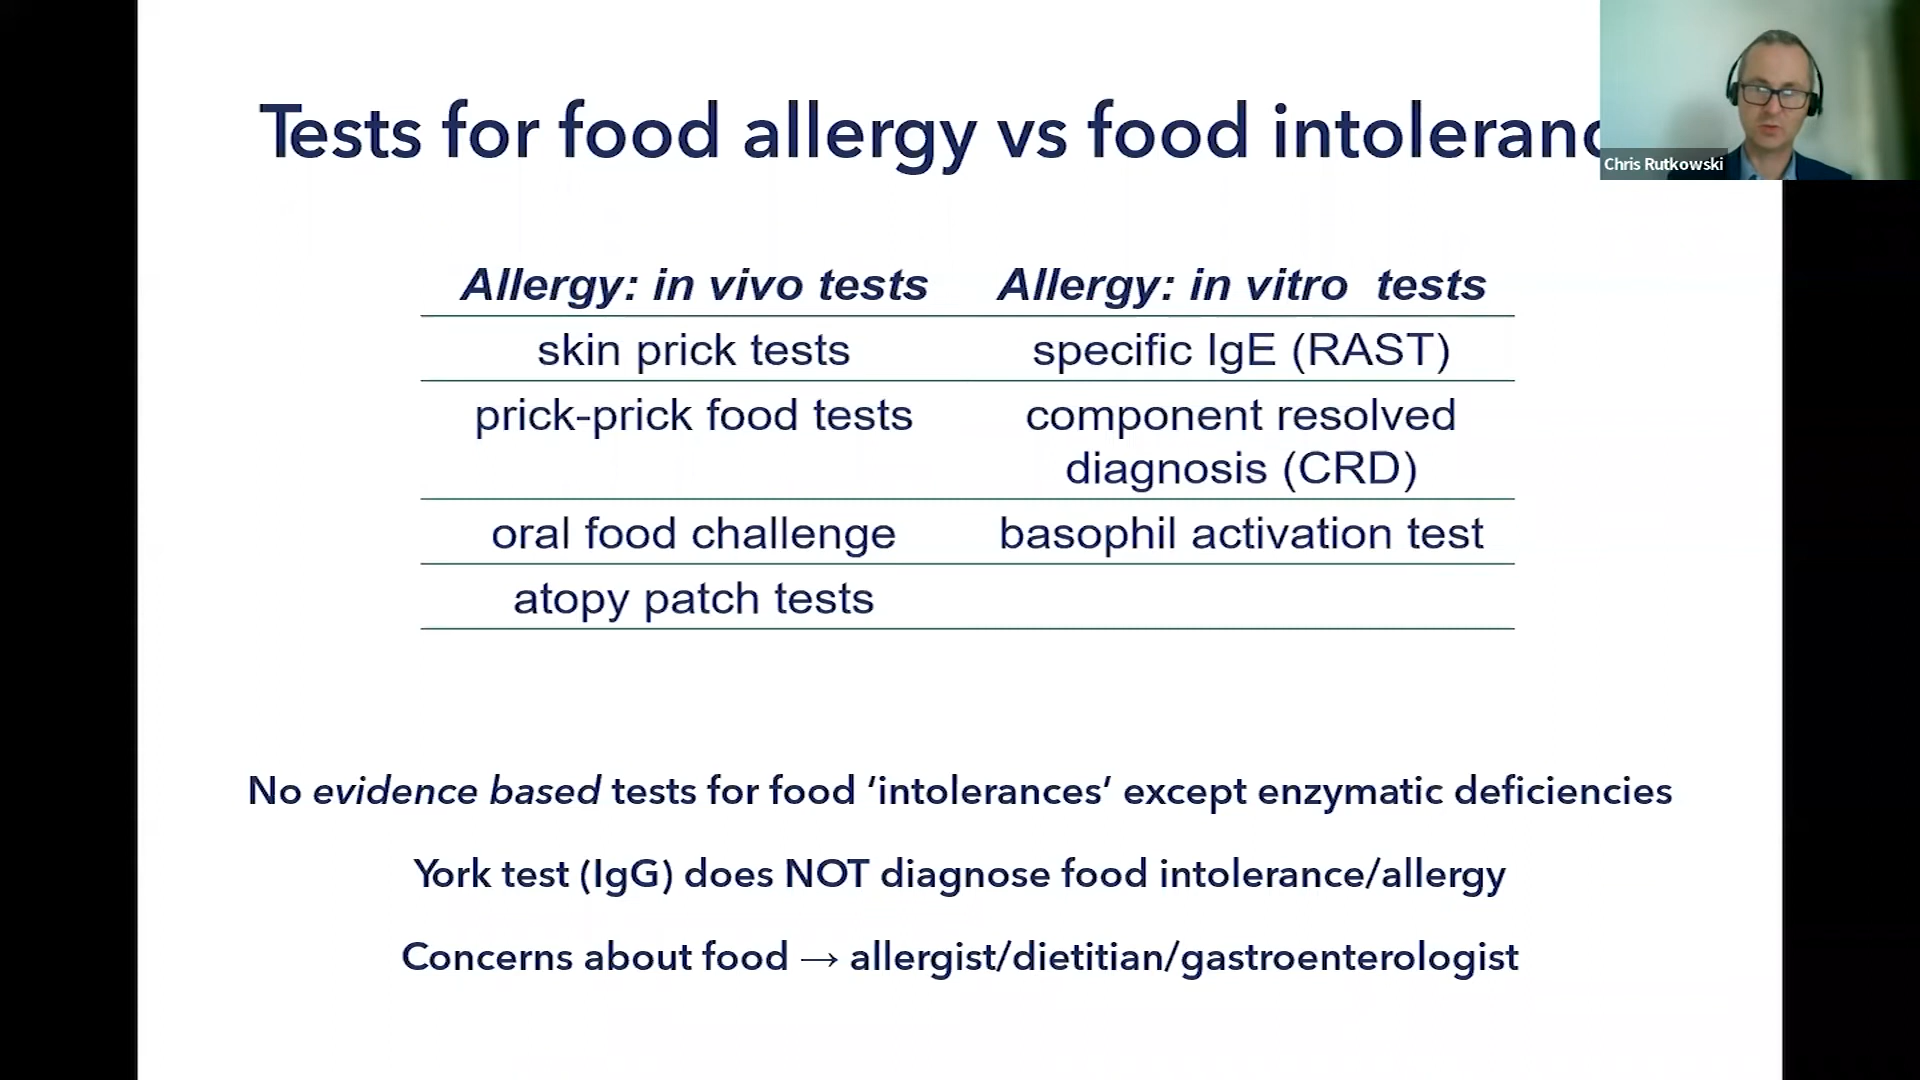 Tests for food allergy vs food intoleranc
Chris Rutkowski
Allergy: in vivo tests Allergy: in vitro tests
skin prick tests specific IgE (RAST)
prick-prick food tests component resolved
diagnosis (CRD)
oral food challenge basophil activation test
atopy patch tests
No evidence based tests for food ‘intolerances’ except enzymatic deficiencies
York test (IgG) does NOT diagnose food intolerance/allergy
Concerns about food → allergist/dietitian/gastroenterologist